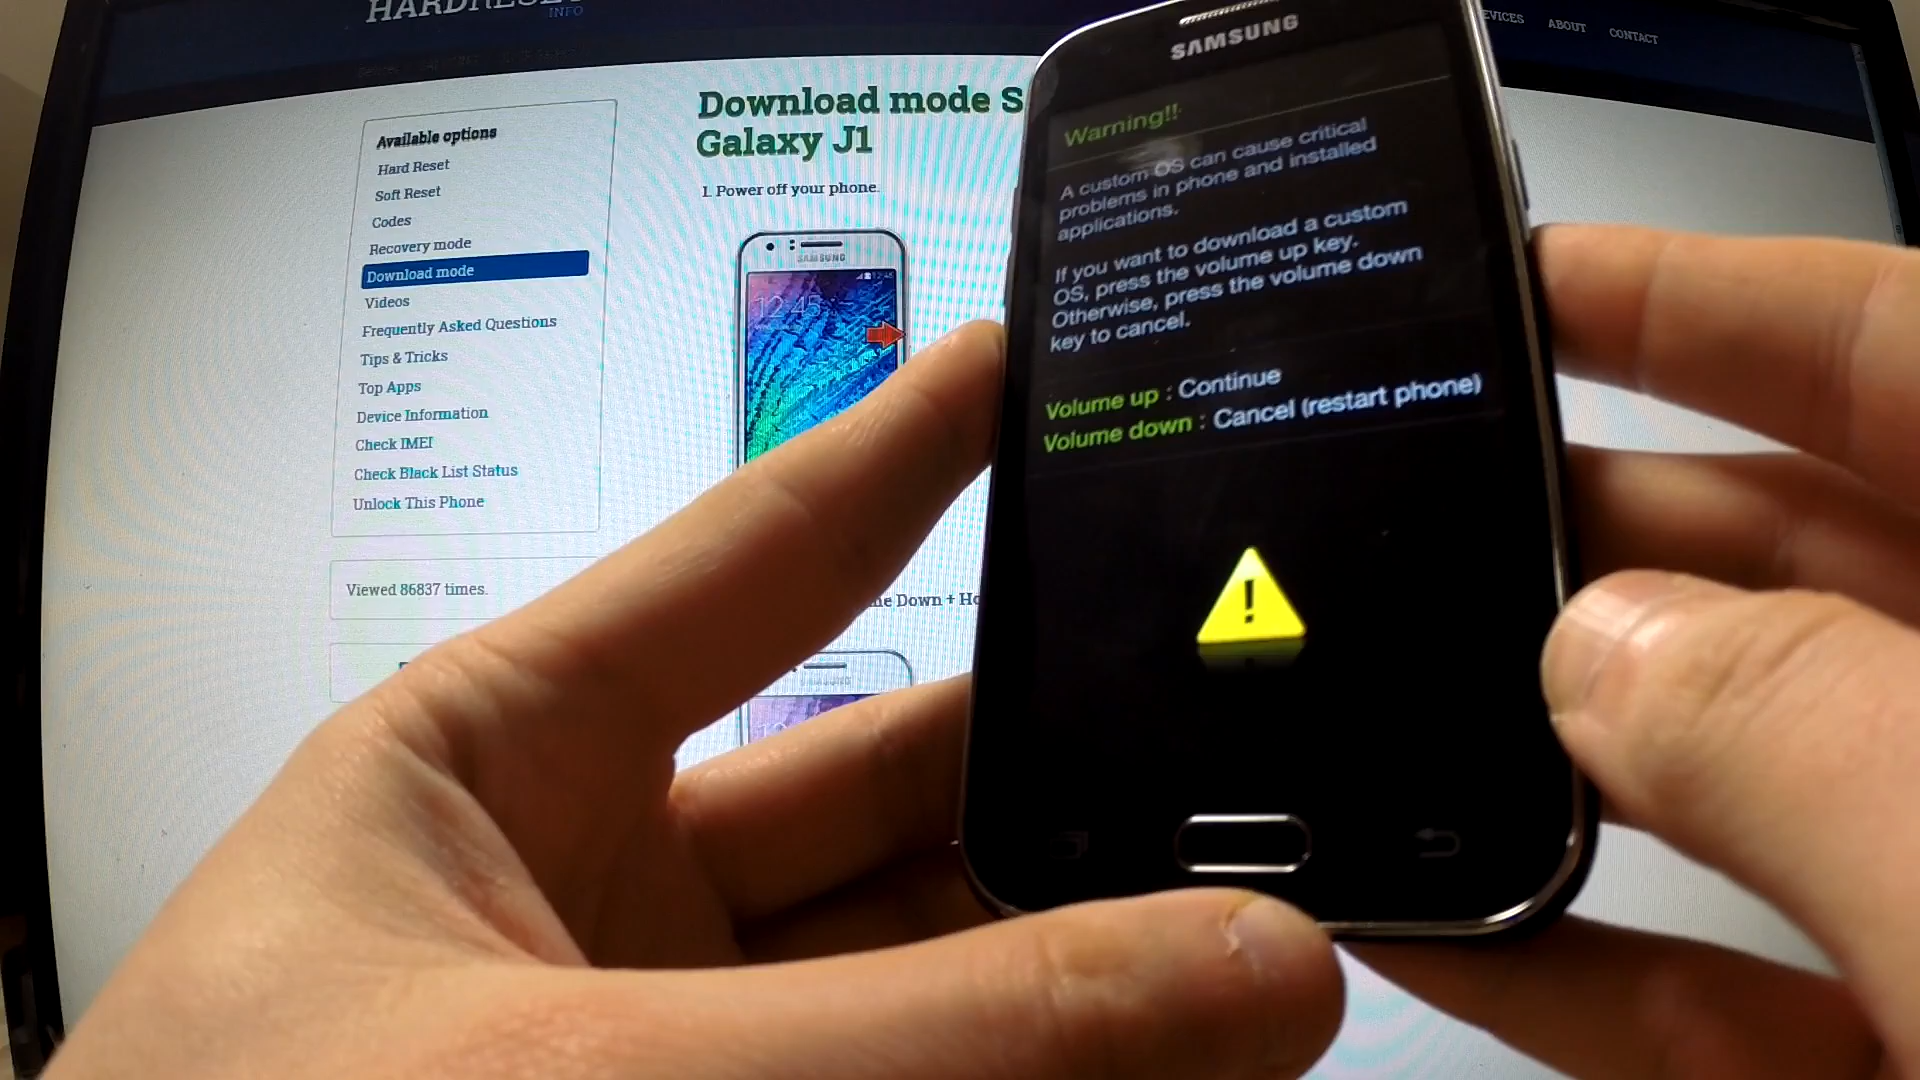 HARDRESET
INFO
DEVICES ABOUT CONTACT
Available options
Hard Reset
Soft Reset
Codes
Recovery mode
Download mode
Videos
Frequently Asked Questions
Tips & Tricks
Top Apps
Device Information
Check IMEI
Check Black List Status
Unlock This Phone
Viewed 86837 times.
Download mode S
Galaxy J1
1. Power off your phone.
SAMSUNG
12:45
12:45
Down + Ho
SAMSUNG
SAMSUNG
Warning!!
A custom OS can cause critical
problems in phone and installed
applications.
If you want to download a custom
OS, press the volume up key.
Otherwise, press the volume down
key to cancel.
Volume up : Continue
Volume down : Cancel (restart phone)
!